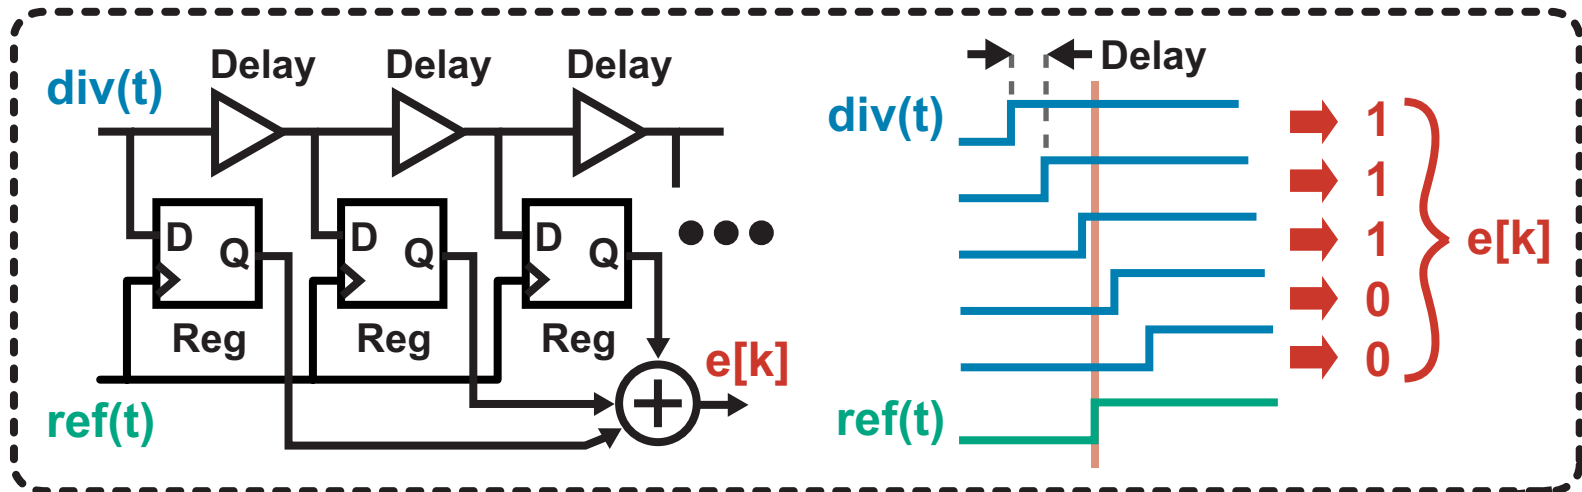 Delay Delay Delay
div(t)
D Q D Q D Q
Reg Reg Reg
e[k]
ref(t)
Delay
div(t)
1
1
1
0
0
e[k]
ref(t)